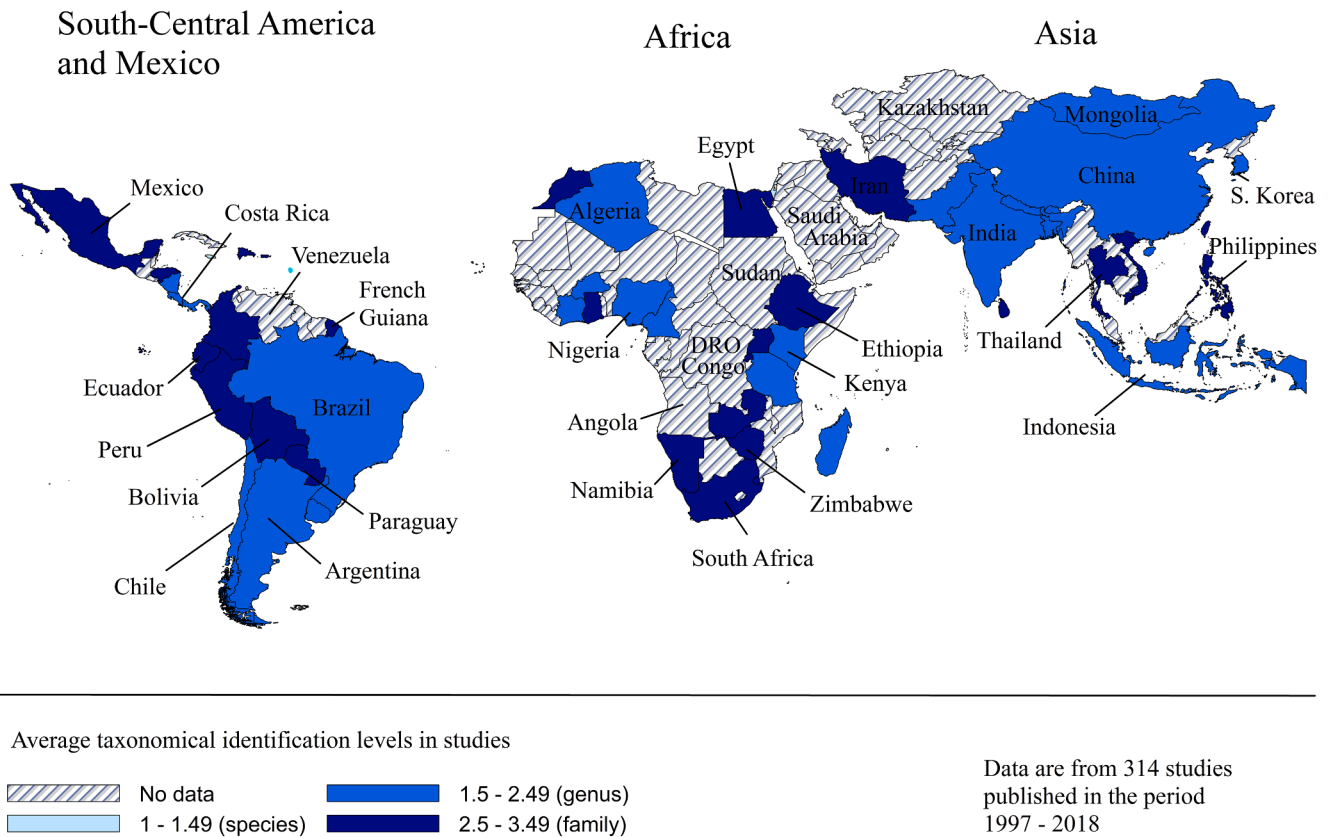 South-Central America
and Mexico
Africa
Asia
Mexico
Costa Rica
Venezuela
French
Guiana
Ecuador
Peru
Bolivia
Brazil
Paraguay
Chile
Argentina
Egypt
Algeria
Sudan
Nigeria
DRO
Congo
Ethiopia
Kenya
Angola
Namibia
Zimbabwe
South Africa
Kazakhstan
Mongolia
Iran
China
S. Korea
Saudi
Arabia
India
Philippines
Thailand
Indonesia
Average taxonomical identification levels in studies
No data
1 - 1.49 (species)
1.5 - 2.49 (genus)
2.5 - 3.49 (family)
Data are from 314 studies
published in the period
1997 - 2018